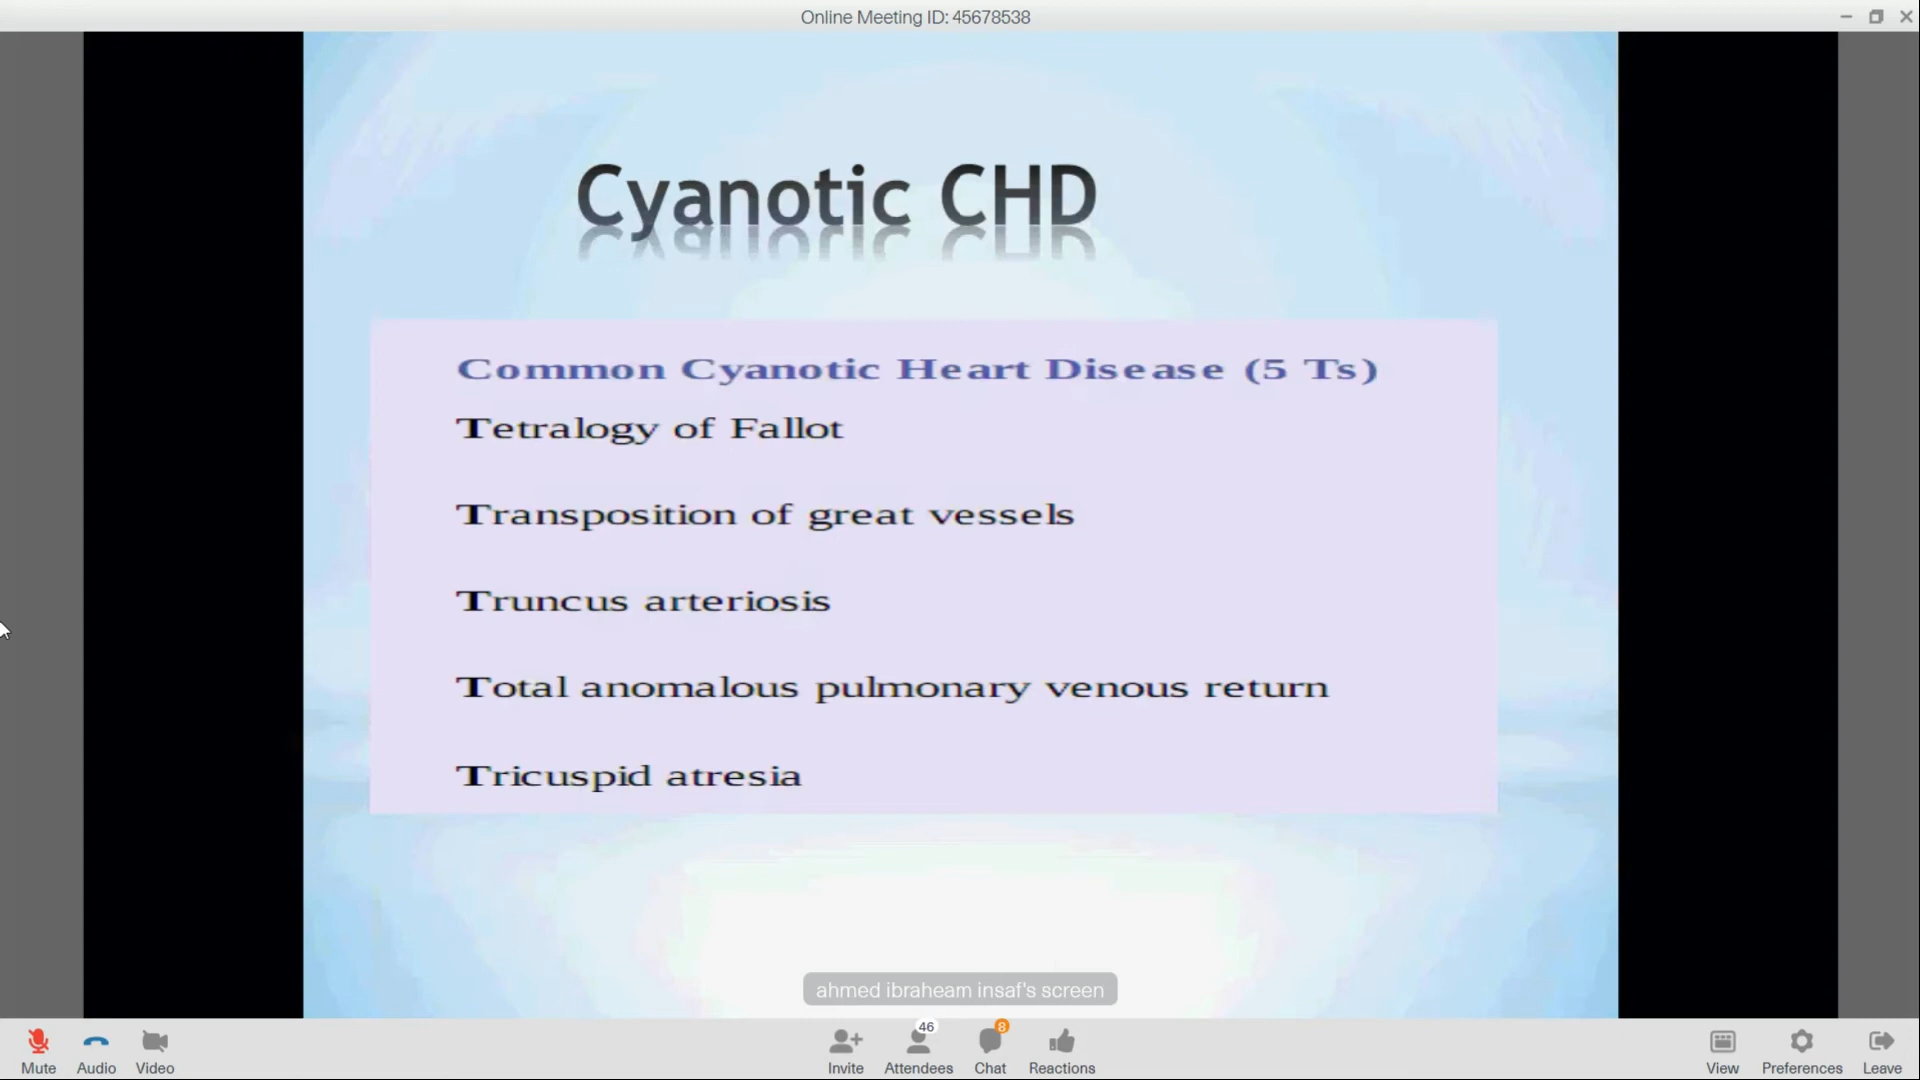 Online Meeting ID: 45678538
Cyanotic CHD
Common Cyanotic Heart Disease (5 Ts)
Tetralogy of Fallot
Transposition of great vessels
Truncus arteriosis
Total anomalous pulmonary venous return
Tricuspid atresia
ahmed ibraheam insaf's screen
46
8
Mute
Audio
Video
Invite
Attendees
Chat
Reactions
View
Preferences
Leave